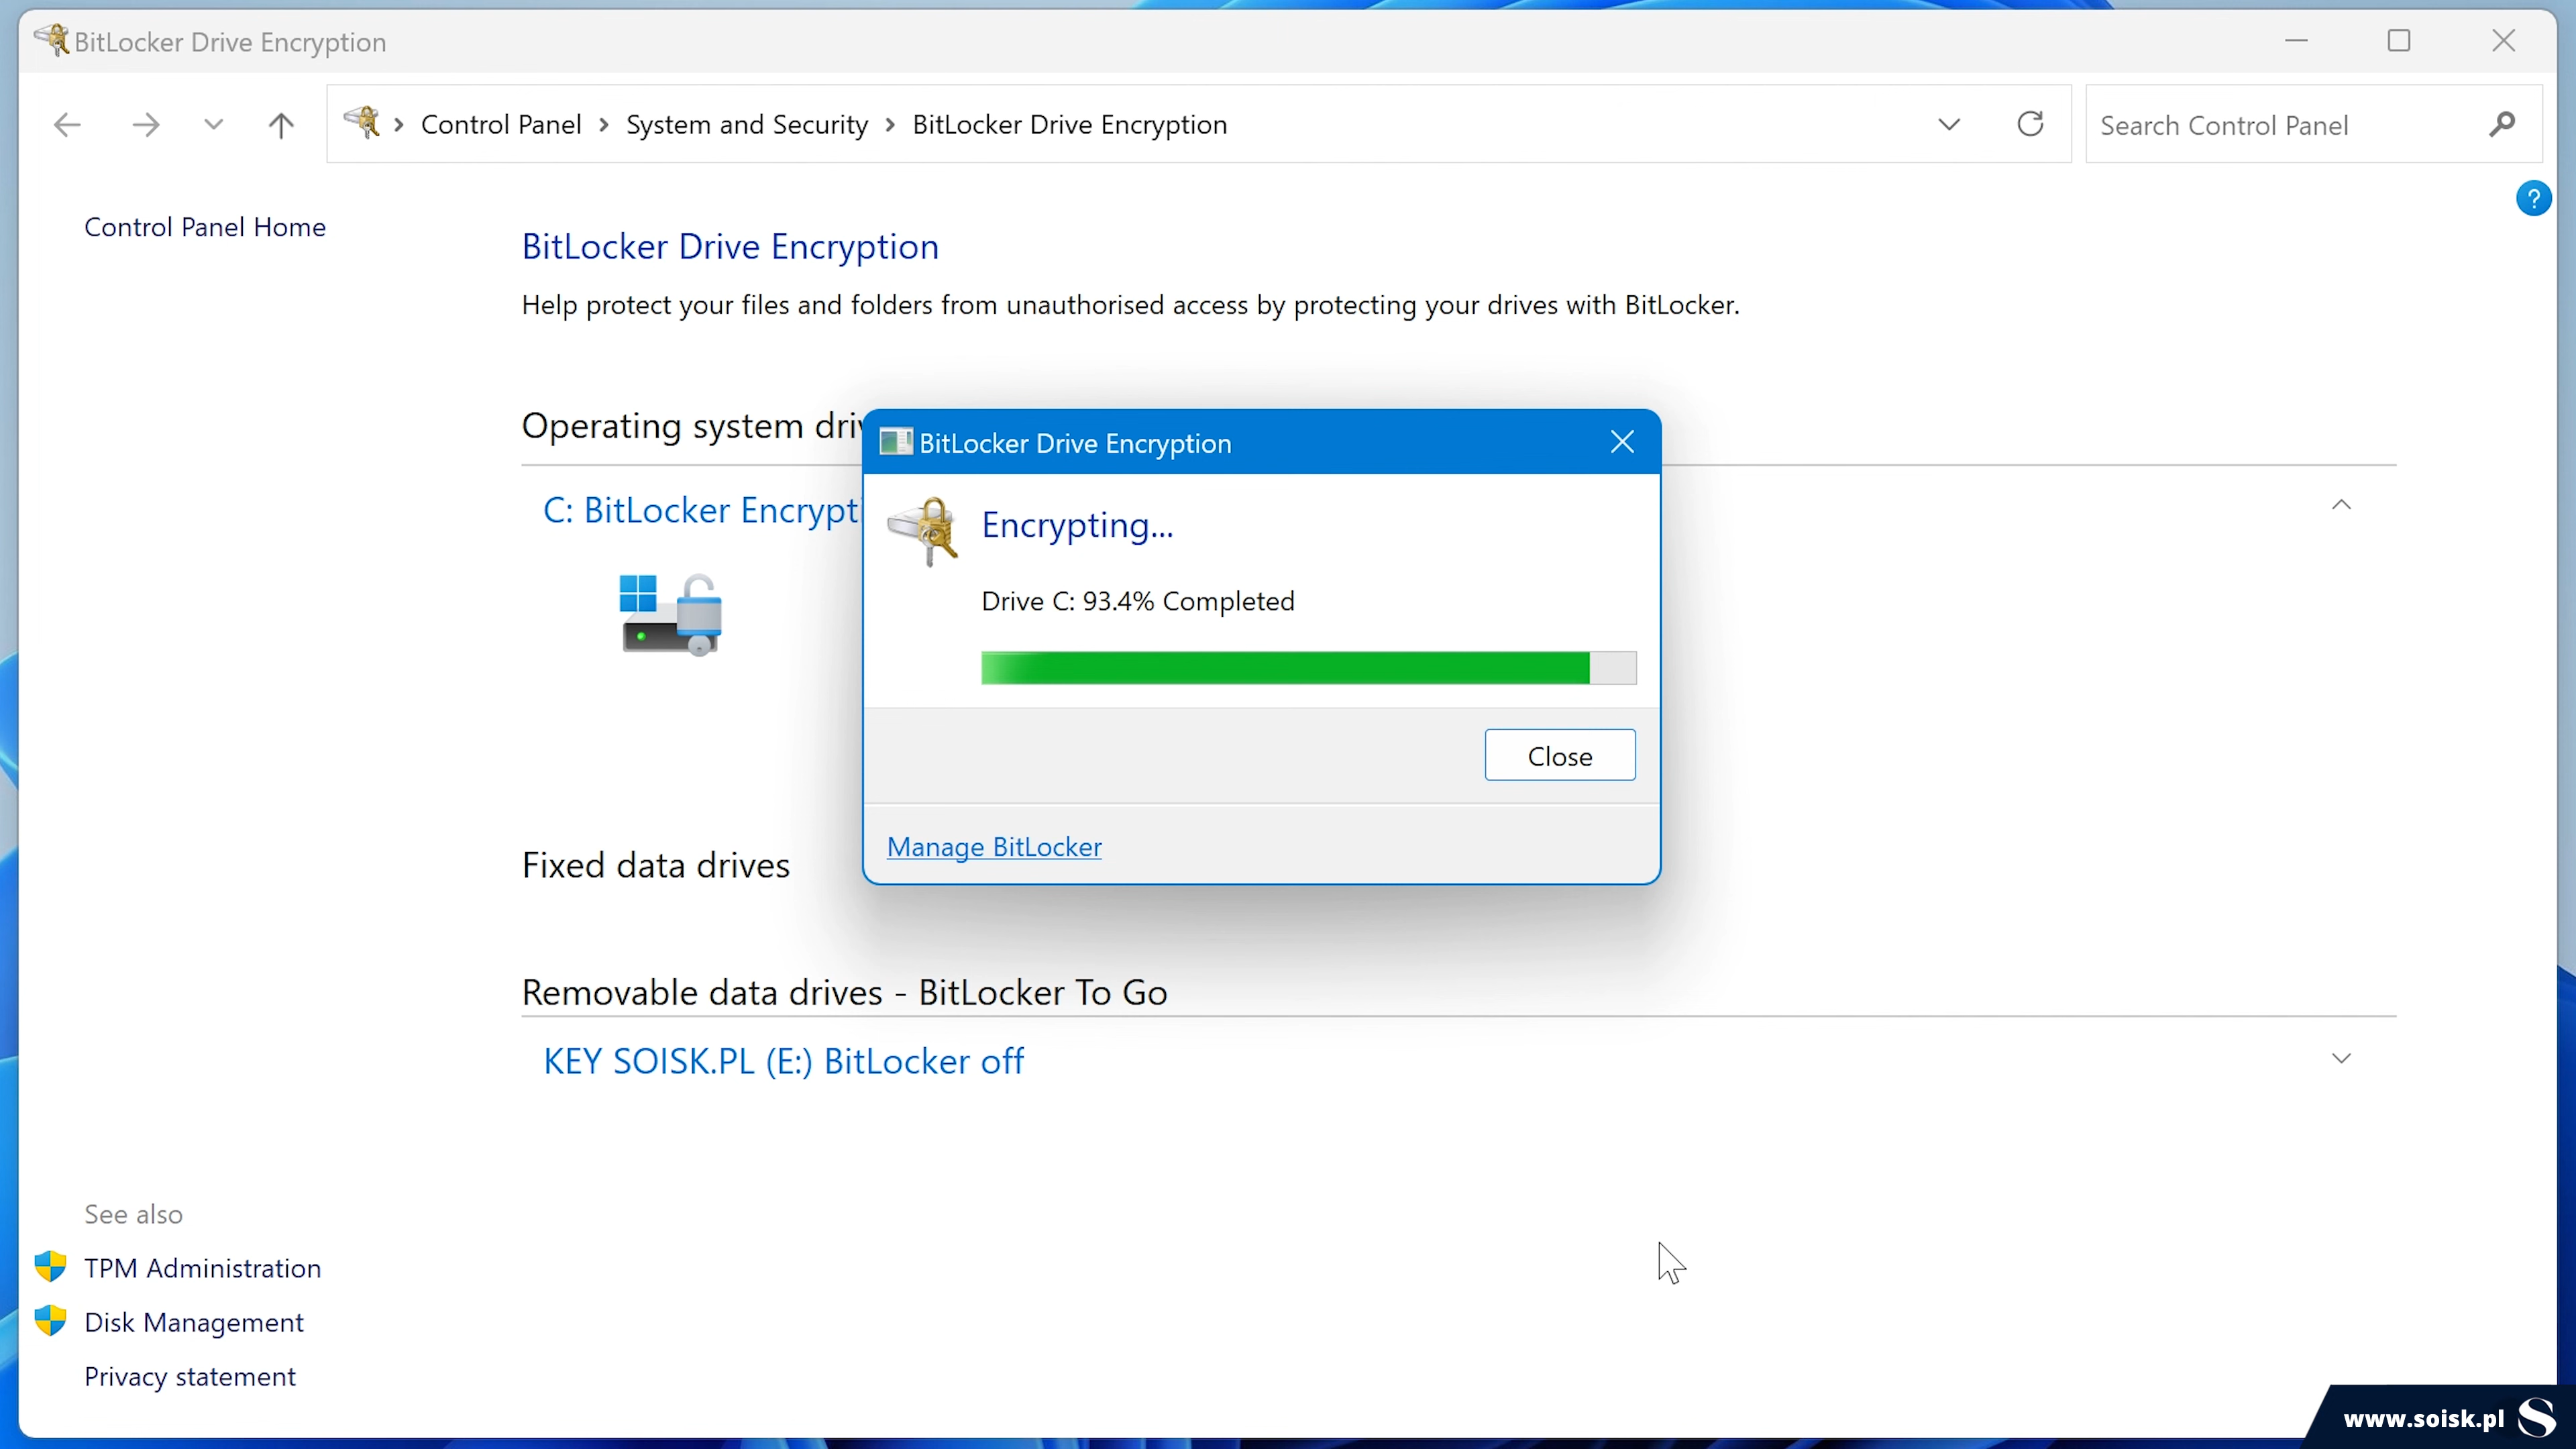 BitLocker Drive Encryption
Control Panel > System and Security > BitLocker Drive Encryption
Search Control Panel
?
Control Panel Home
BitLocker Drive Encryption
Help protect your files and folders from unauthorised access by protecting your drives with BitLocker.
Operating system driv
C: BitLocker Encrypti
BitLocker Drive Encryption
Encrypting...
Drive C: 93.4% Completed
Close
Manage BitLocker
Fixed data drives
Removable data drives - BitLocker To Go
KEY SOISK.PL (E:) BitLocker off
See also
TPM Administration
Disk Management
Privacy statement
www.soisk.pl